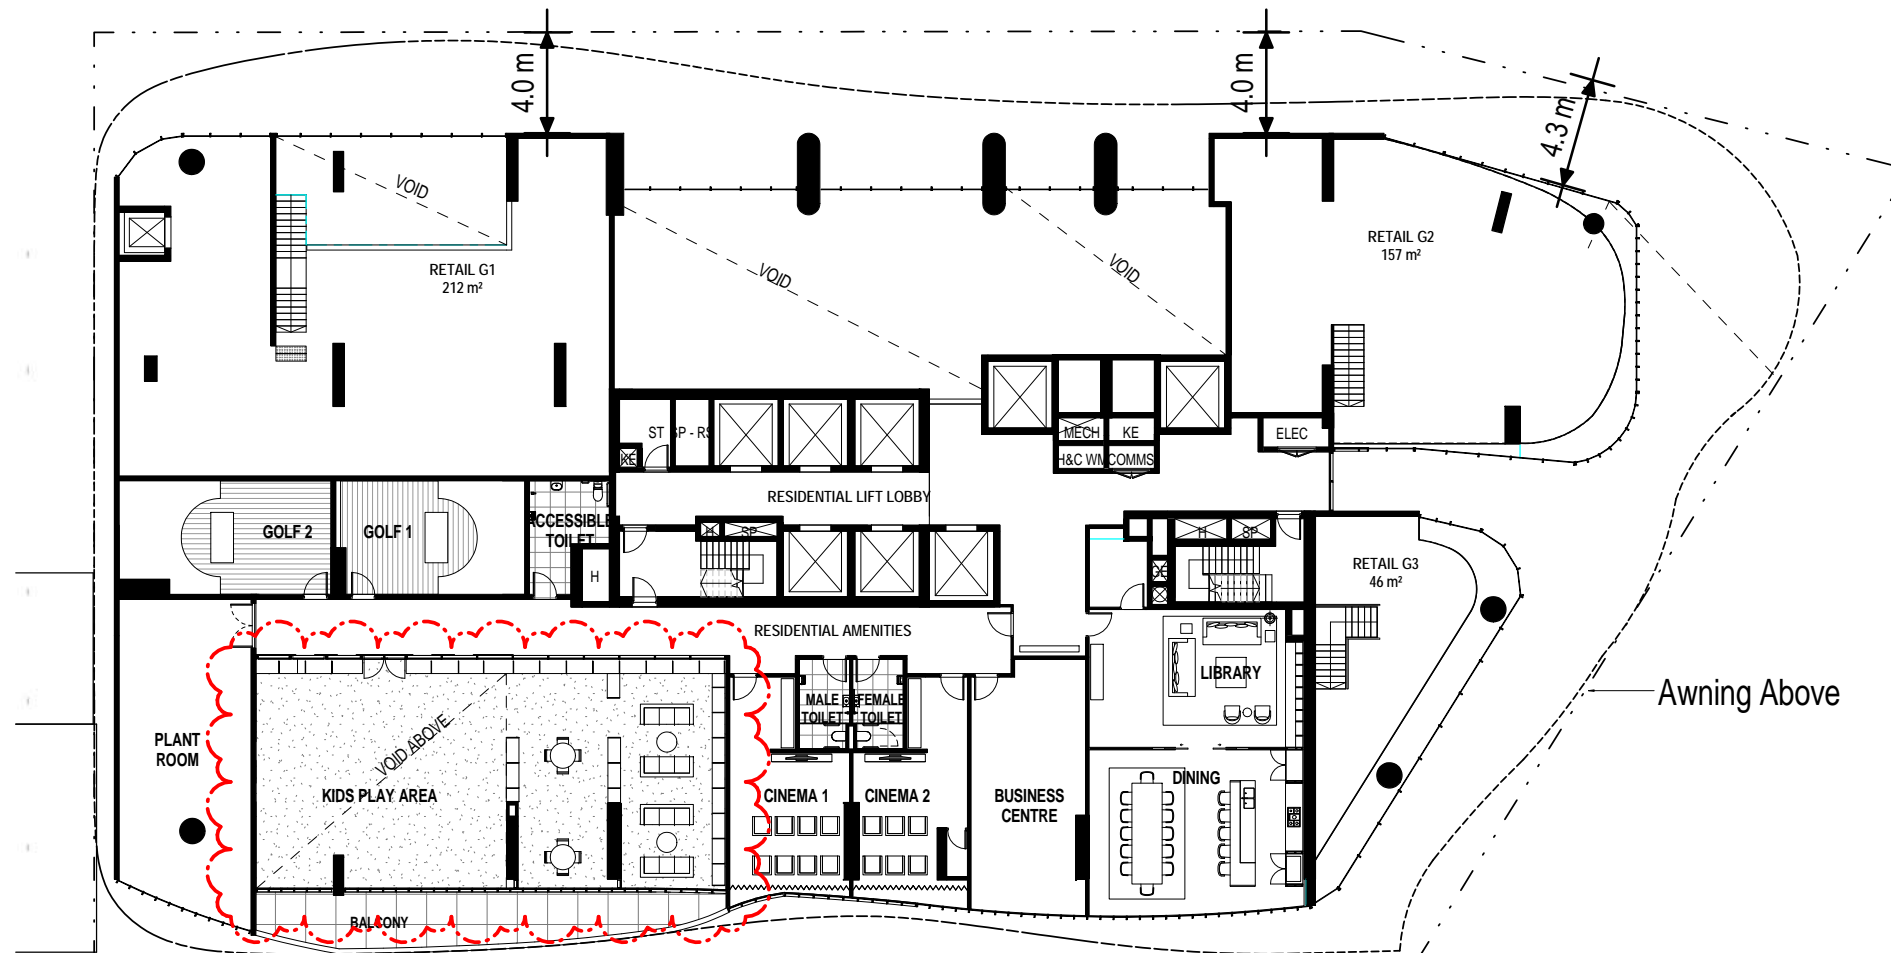 4.0 m
4.0 m
4.3 m
VOID
RETAIL G1
212 m²
VOID
VOID
RETAIL G2
157 m²
ST
SP - RS
KE
MECH
KE
H&C WM
COMMS
ELEC
RESIDENTIAL LIFT LOBBY
GOLF 2
GOLF 1
ACCESSIBLE
TOILET
H
H
SP
H
SP
RETAIL G3
46 m²
RESIDENTIAL AMENITIES
PLANT
ROOM
VOID ABOVE
KIDS PLAY AREA
BALCONY
MALE
TOILET
FEMALE
TOILET
CINEMA 1
CINEMA 2
BUSINESS
CENTRE
LIBRARY
DINING
Awning Above